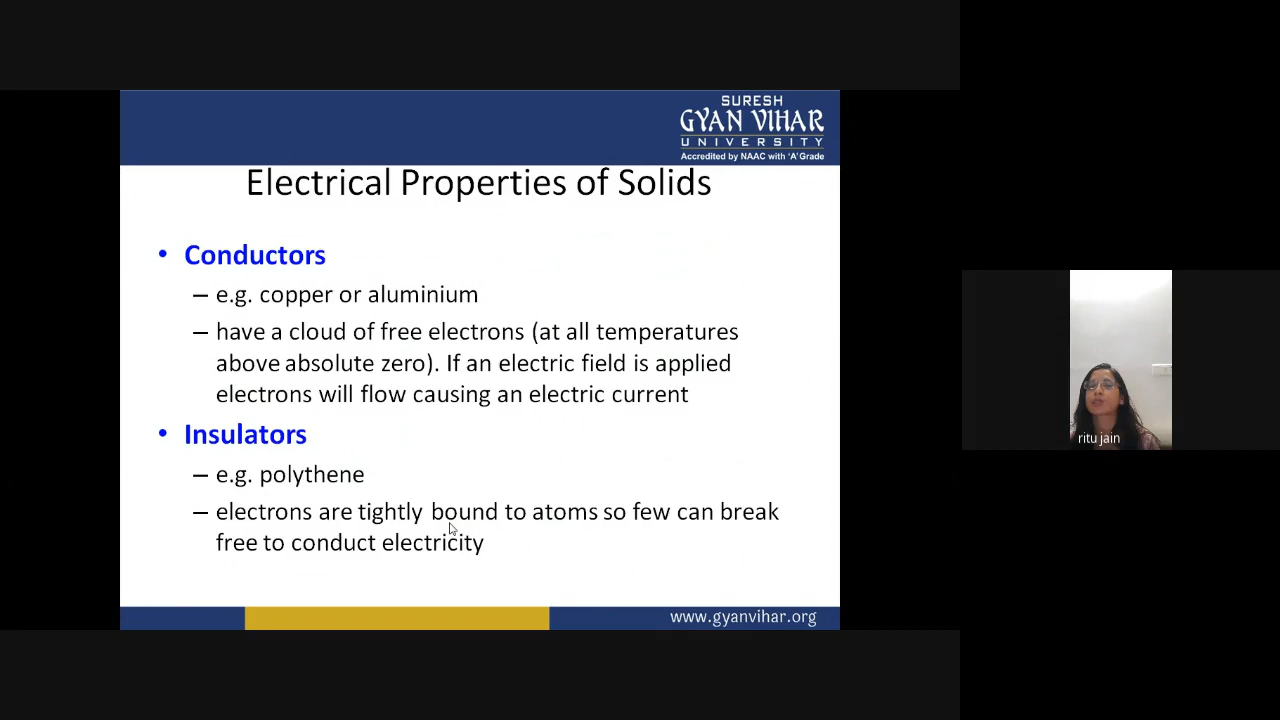 SURESH
GYAN VIHAR
UNIVERSITY
Accredited by NAAC with 'A' Grade
Electrical Properties of Solids
• Conductors
– e.g. copper or aluminium
– have a cloud of free electrons (at all temperatures
above absolute zero). If an electric field is applied
electrons will flow causing an electric current
• Insulators
– e.g. polythene
– electrons are tightly bound to atoms so few can break
free to conduct electricity
www.gyanvihar.org
ritu jain